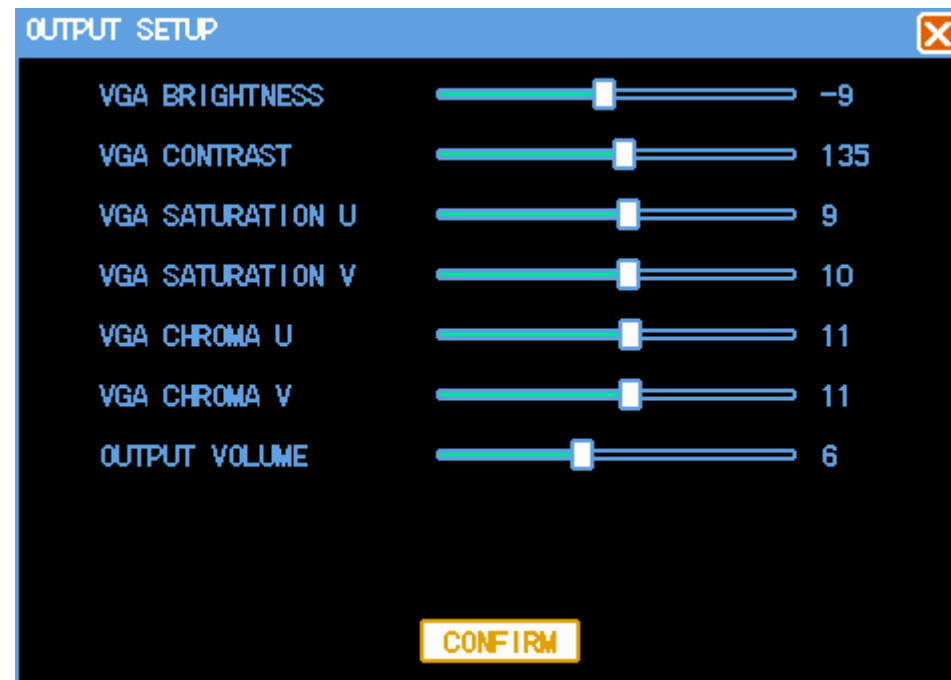 OUTPUT SETUP
VGA BRIGHTNESS -9
VGA CONTRAST 135
VGA SATURATION U 9
VGA SATURATION V 10
VGA CHROMA U 11
VGA CHROMA V 11
OUTPUT VOLUME 6
CONFIRM